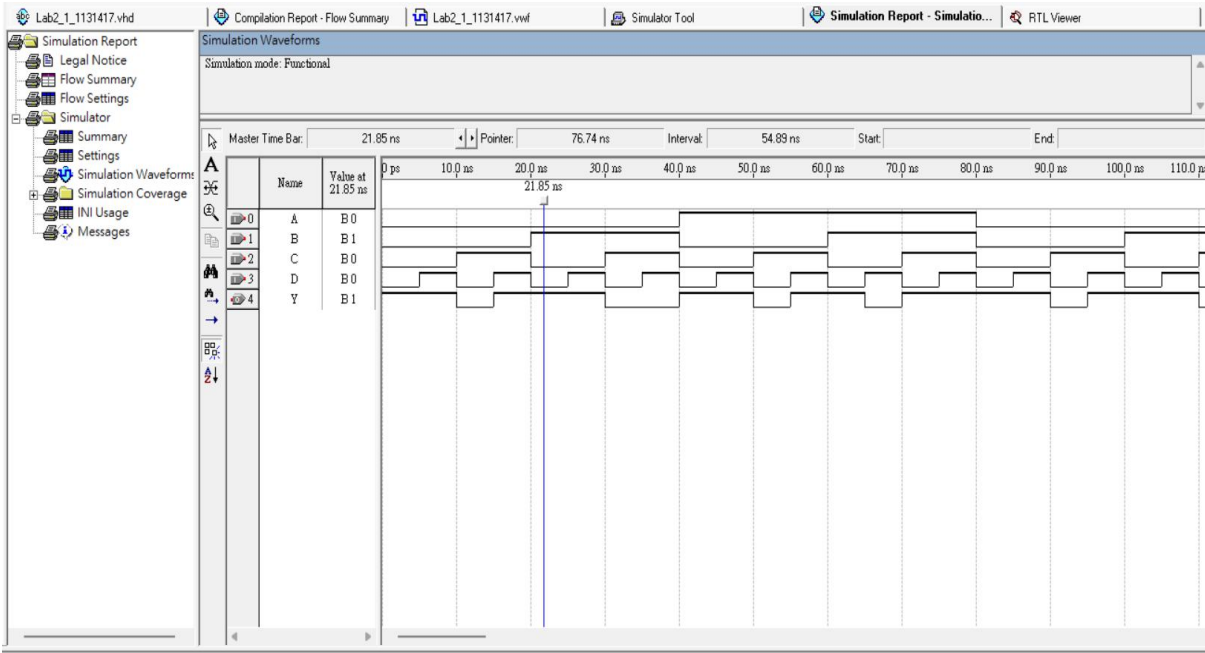 Lab2_1_1131417.vhd
Compilation Report - Flow Summary
Lab2_1_1131417.vwf
Simulator Tool
Simulation Report - Simulatio...
RTL Viewer
Simulation Report
Legal Notice
Flow Summary
Flow Settings
Simulator
Summary
Settings
Simulation Waveforms
Simulation Coverage
INI Usage
Messages
Simulation Waveforms
Simulation mode: Functional
Master Time Bar: 21.85 ns Pointer: 76.74 ns Interval: 54.89 ns Start: End:
Name Value at 21.85 ns
0 ps 10.0 ns 20.0 ns 30.0 ns 40.0 ns 50.0 ns 60.0 ns 70.0 ns 80.0 ns 90.0 ns 100.0 ns 110.0 n
21.85 ns
0 A B 0
1 B B 1
2 C B 0
3 D B 0
4 Y B 1